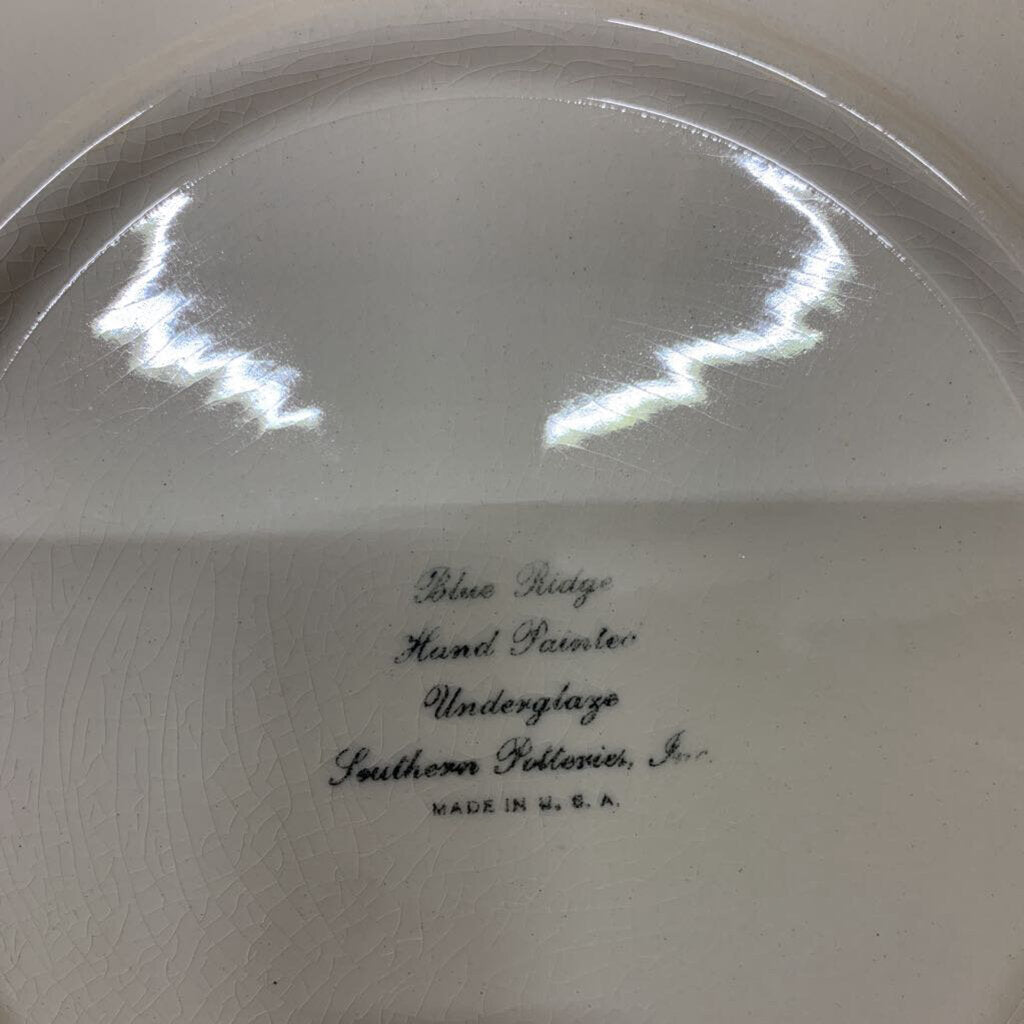 Blue Ridge
Hand Painted
Underglaze
Southern Potteries, Inc.
MADE IN U. S. A.